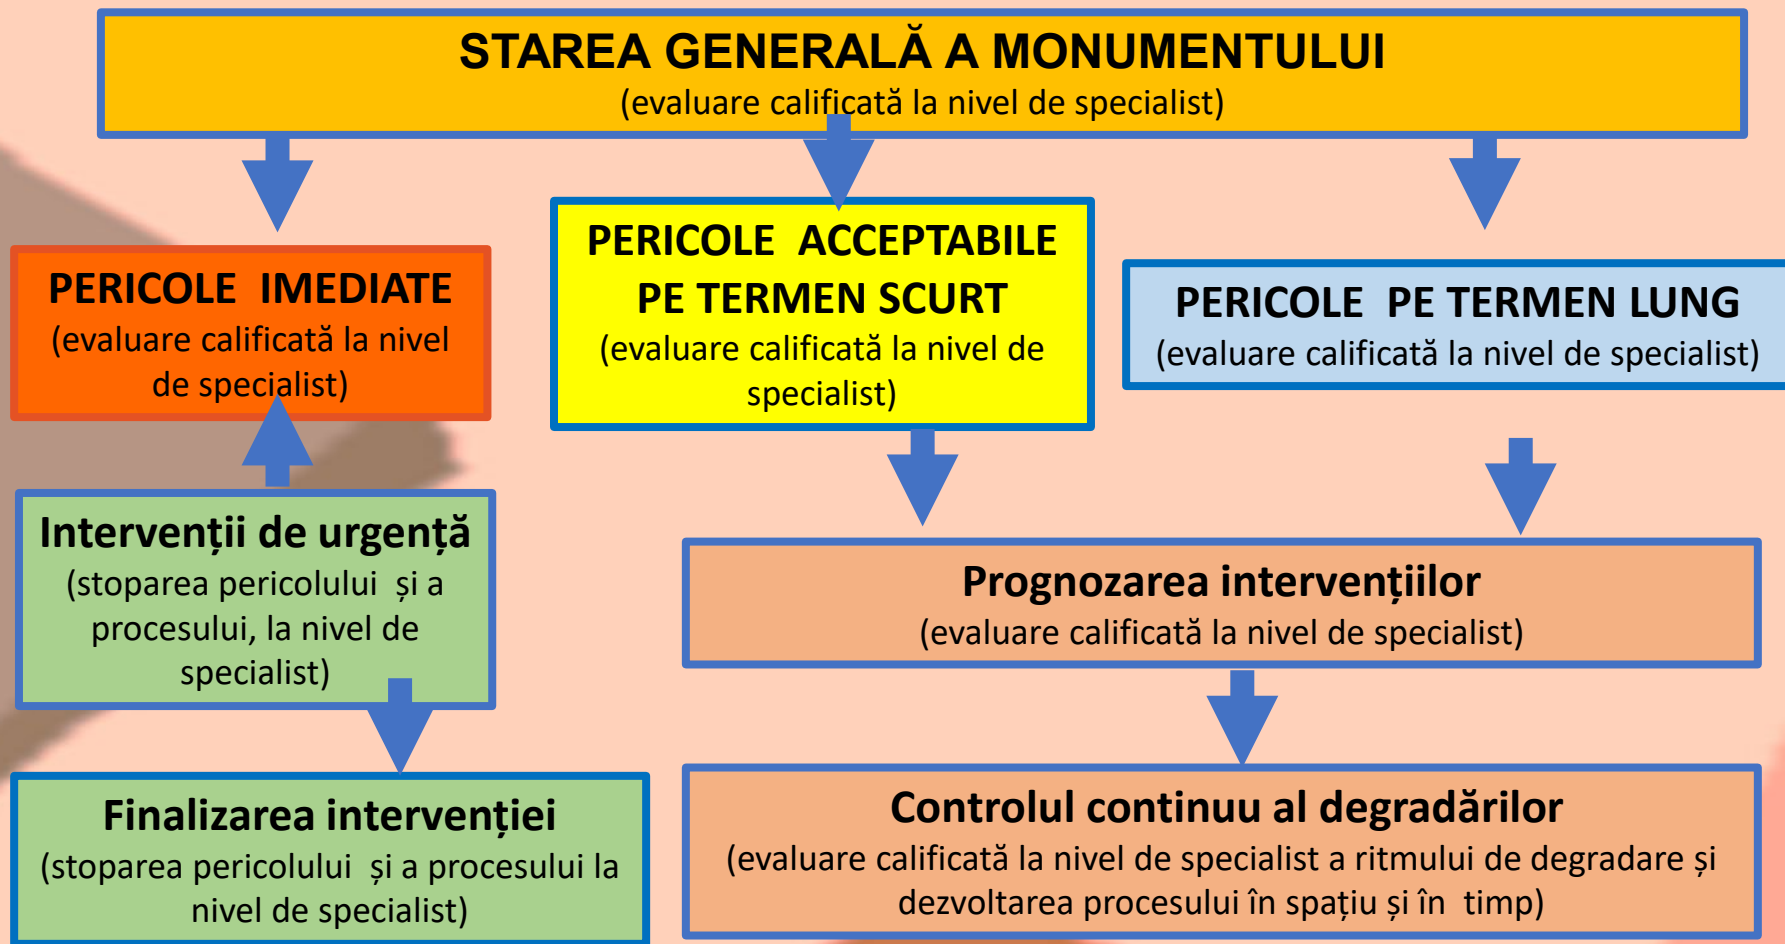 STAREA GENERALĂ A MONUMENTULUI
(evaluare calificată la nivel de specialist)
PERICOLE IMEDIATE
(evaluare calificată la nivel
de specialist)
PERICOLE ACCEPTABILE
PE TERMEN SCURT
(evaluare calificată la nivel de
specialist)
PERICOLE PE TERMEN LUNG
(evaluare calificată la nivel de specialist)
Intervenții de urgență
(stoparea pericolului și a
procesului, la nivel de
specialist)
Prognozarea intervențiilor
(evaluare calificată la nivel de specialist)
Finalizarea intervenției
(stoparea pericolului și a procesului la
nivel de specialist)
Controlul continuu al degradărilor
(evaluare calificată la nivel de specialist a ritmului de degradare și
dezvoltarea procesului în spațiu și în timp)